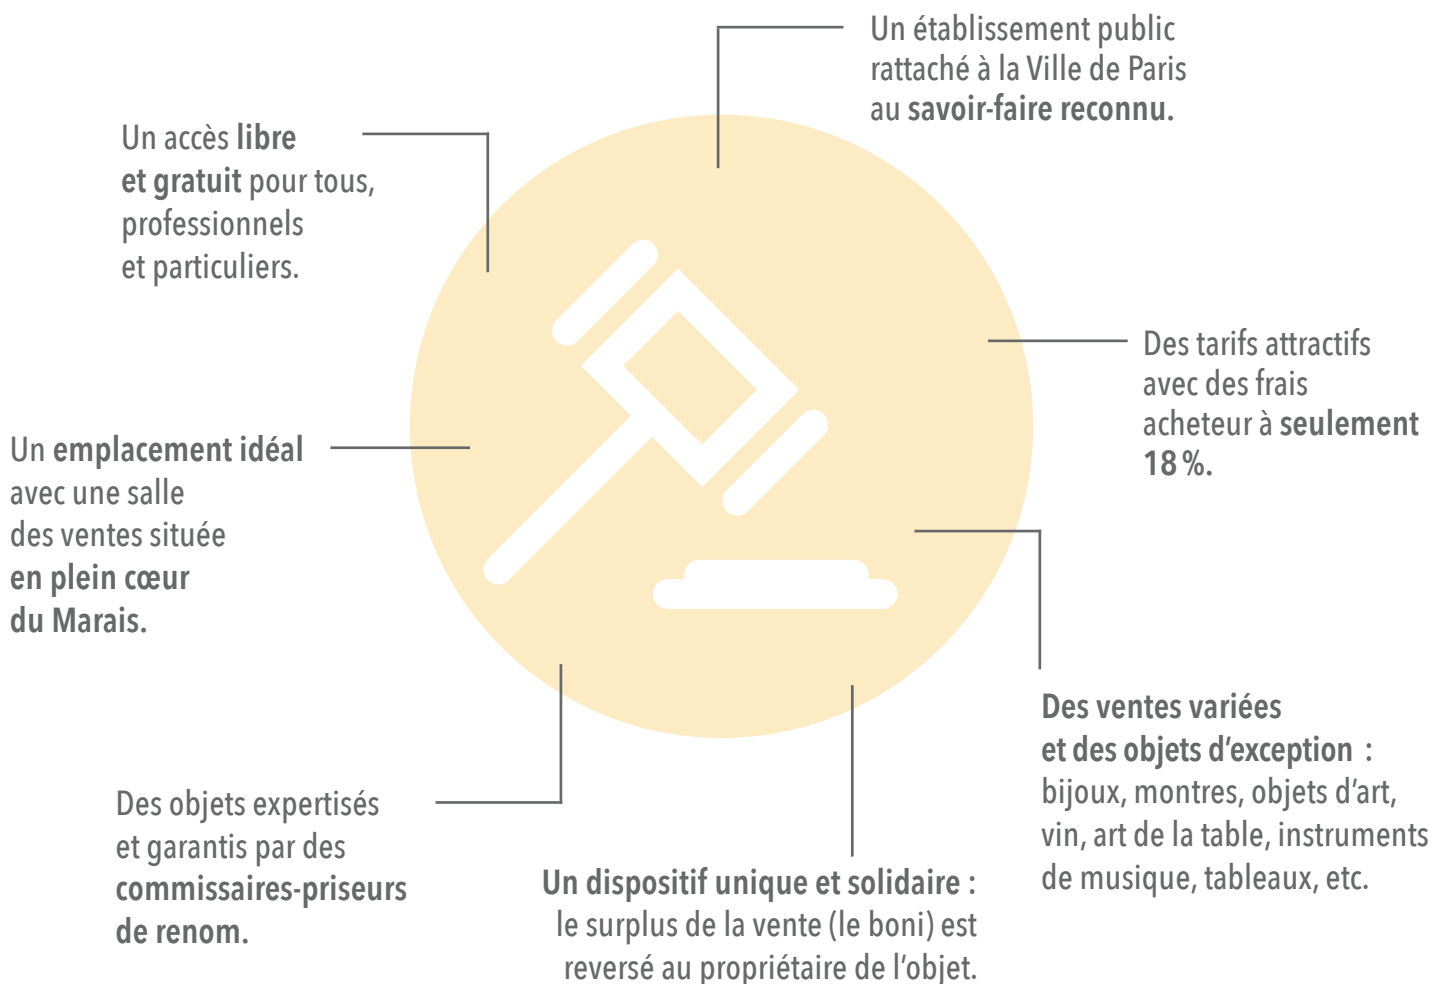 Un établissement public
rattaché à la Ville de Paris
au savoir-faire reconnu.
Un accès libre
et gratuit pour tous,
professionnels
et particuliers.
Des tarifs attractifs
avec des frais
acheteur à seulement
18 %.
Un emplacement idéal
avec une salle
des ventes située
en plein cœur
du Marais.
Des ventes variées
et des objets d'exception :
bijoux, montres, objets d'art,
vin, art de la table, instruments
de musique, tableaux, etc.
Des objets expertisés
et garantis par des
commissaires-priseurs
de renom.
Un dispositif unique et solidaire :
le surplus de la vente (le boni) est
reversé au propriétaire de l'objet.